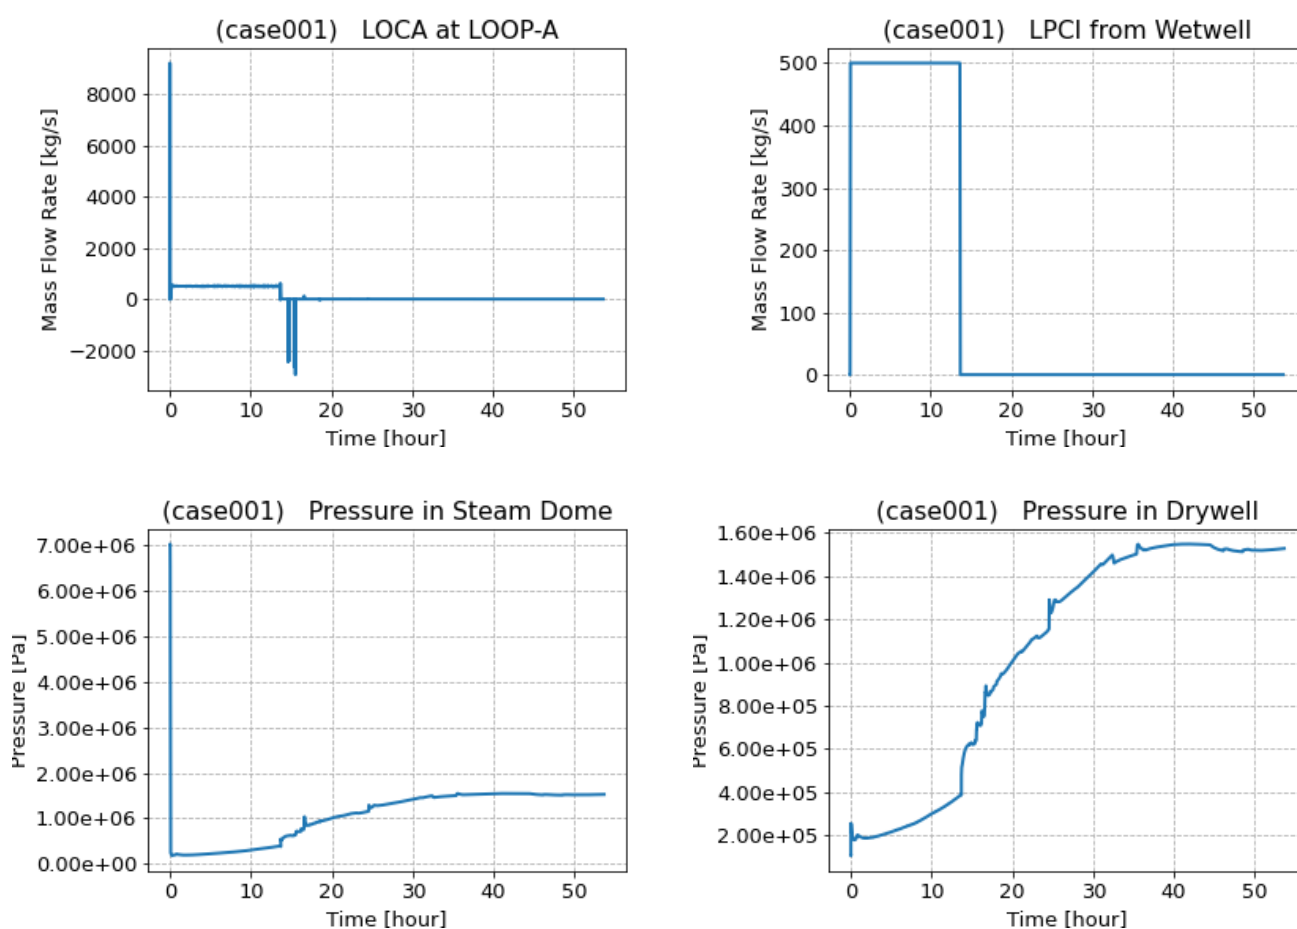 (case001)   LOCA at LOOP-A
Mass Flow Rate [kg/s]
8000
6000
4000
2000
0
−2000
0 10 20 30 40 50
Time [hour]
(case001)   LPCI from Wetwell
Mass Flow Rate [kg/s]
500
400
300
200
100
0
0 10 20 30 40 50
Time [hour]
(case001)   Pressure in Steam Dome
Pressure [Pa]
7.00e+06
6.00e+06
5.00e+06
4.00e+06
3.00e+06
2.00e+06
1.00e+06
0.00e+00
0 10 20 30 40 50
Time [hour]
(case001)   Pressure in Drywell
Pressure [Pa]
1.60e+06
1.40e+06
1.20e+06
1.00e+06
8.00e+05
6.00e+05
4.00e+05
2.00e+05
0 10 20 30 40 50
Time [hour]